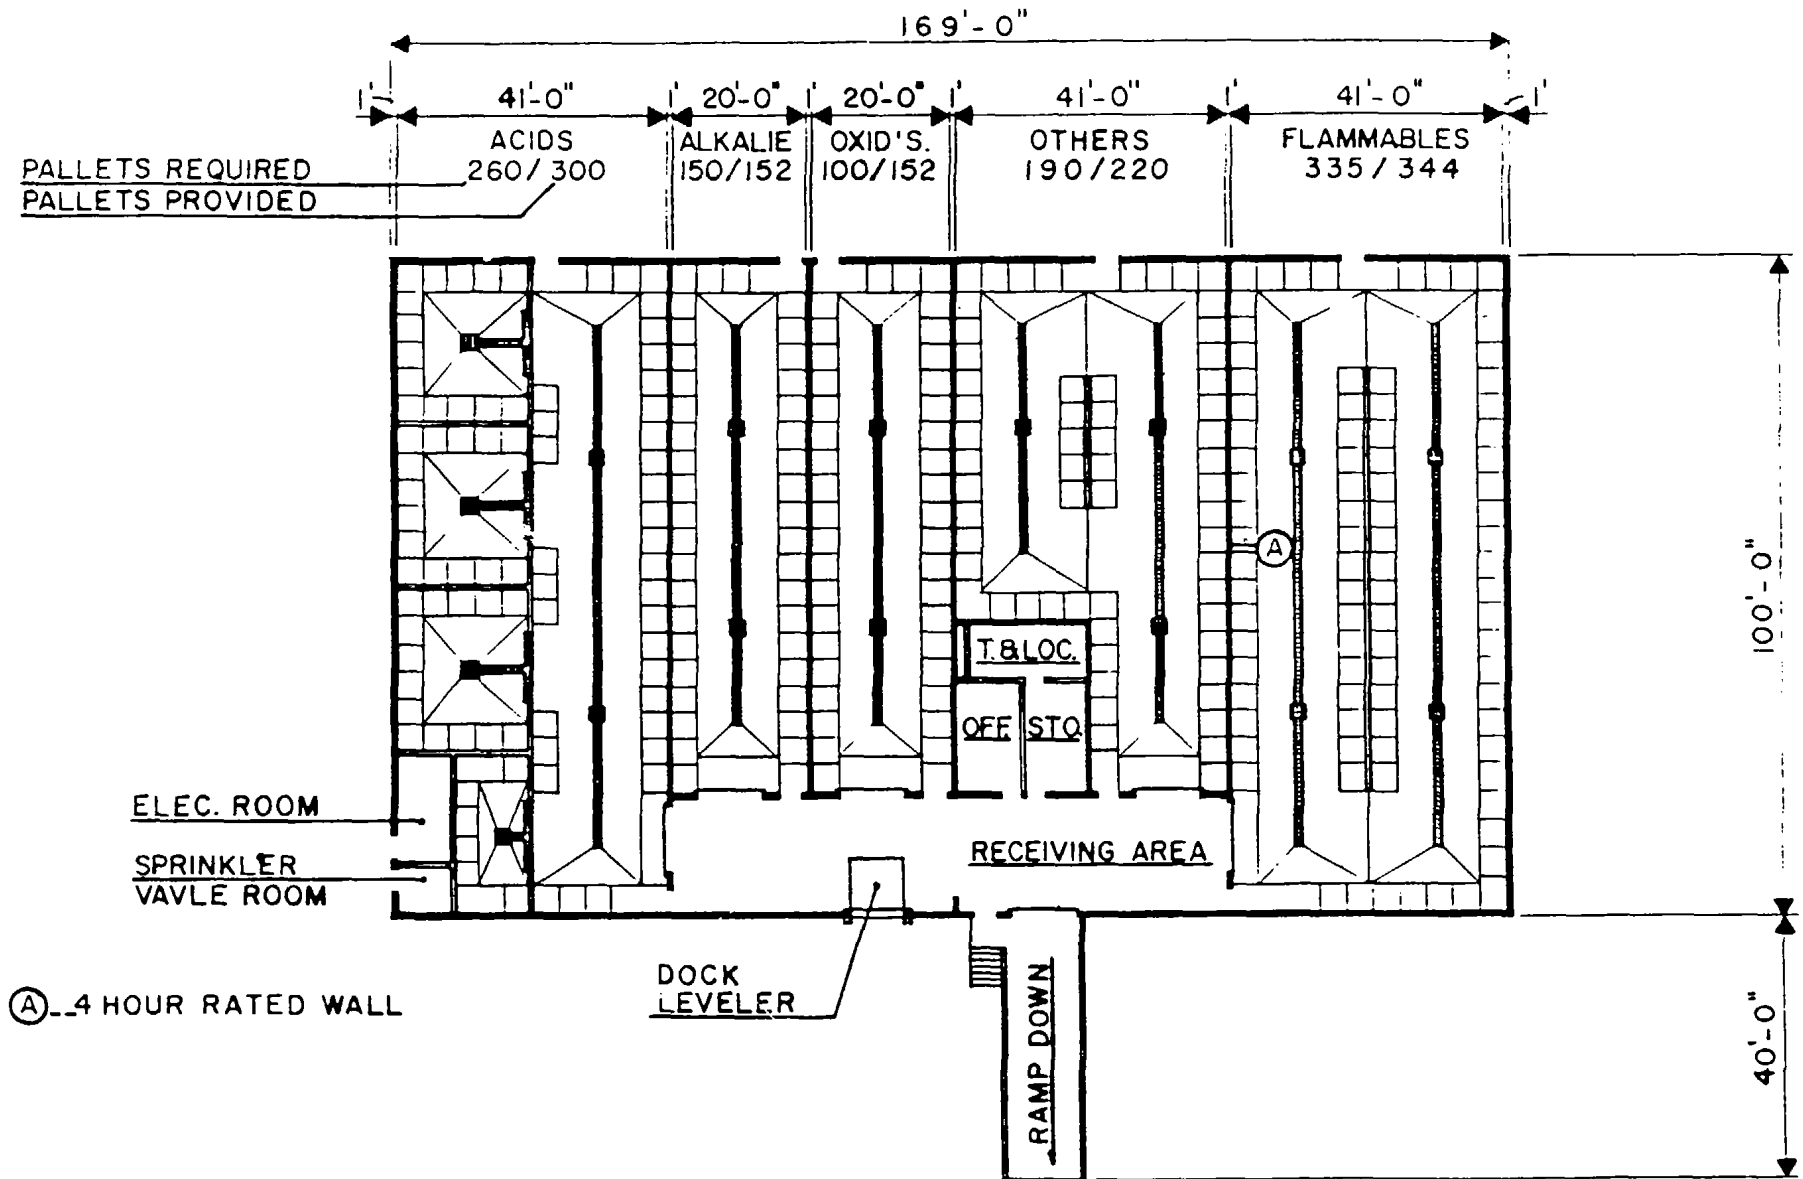 169'-0"
1' 41'-0" 1' 20'-0" 1' 20'-0" 1' 41'-0" 1' 41'-0" 1'
ACIDS ALKALIE OXID'S. OTHERS FLAMMABLES
260/300 150/152 100/152 190/220 335/344
PALLETS REQUIRED
PALLETS PROVIDED
A
100'-0"
T.&LOC.
OFF. STO.
ELEC. ROOM
RECEIVING AREA
SPRINKLER
VAVLE ROOM
DOCK
LEVELER
A__4 HOUR RATED WALL
RAMP DOWN
40'-0"